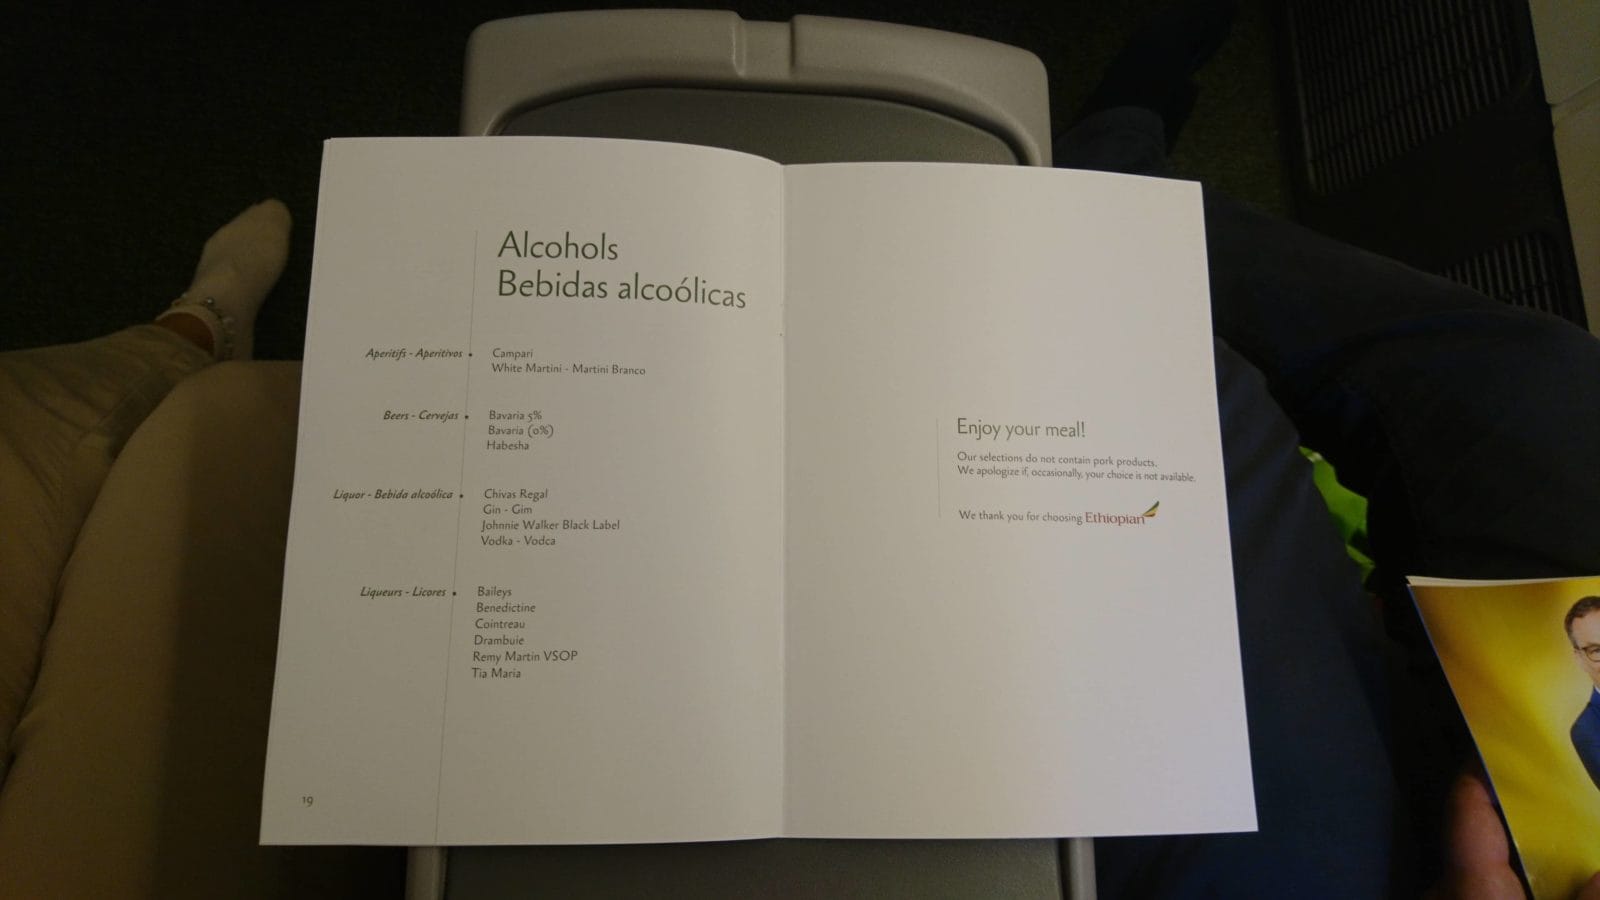 Alcohols
Bebidas alcoólicas
Aperitifs - Aperitivos • Campari
White Martini - Martini Branco
Beers - Cervejas • Bavaria 5%
Bavaria (0%)
Habesha
Liquor - Bebida alcoólica • Chivas Regal
Gin - Gim
Johnnie Walker Black Label
Vodka - Vodca
Liqueurs - Licores • Baileys
Benedictine
Cointreau
Drambuie
Remy Martin VSOP
Tia Maria
19
Enjoy your meal!
Our selections do not contain pork products.
We apologize if, occasionally, your choice is not available.
We thank you for choosing Ethiopian